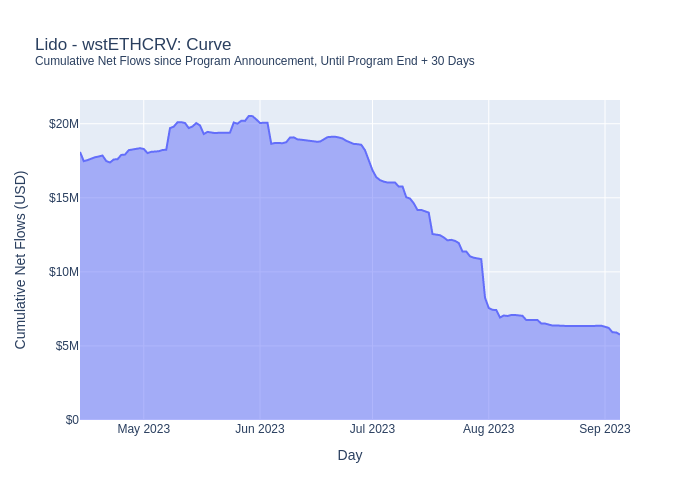 Lido - wstETHCRV: Curve
Cumulative Net Flows since Program Announcement, Until Program End + 30 Days
Cumulative Net Flows (USD)
$20M
$15M
$10M
$5M
$0
May 2023
Jun 2023
Jul 2023
Aug 2023
Sep 2023
Day